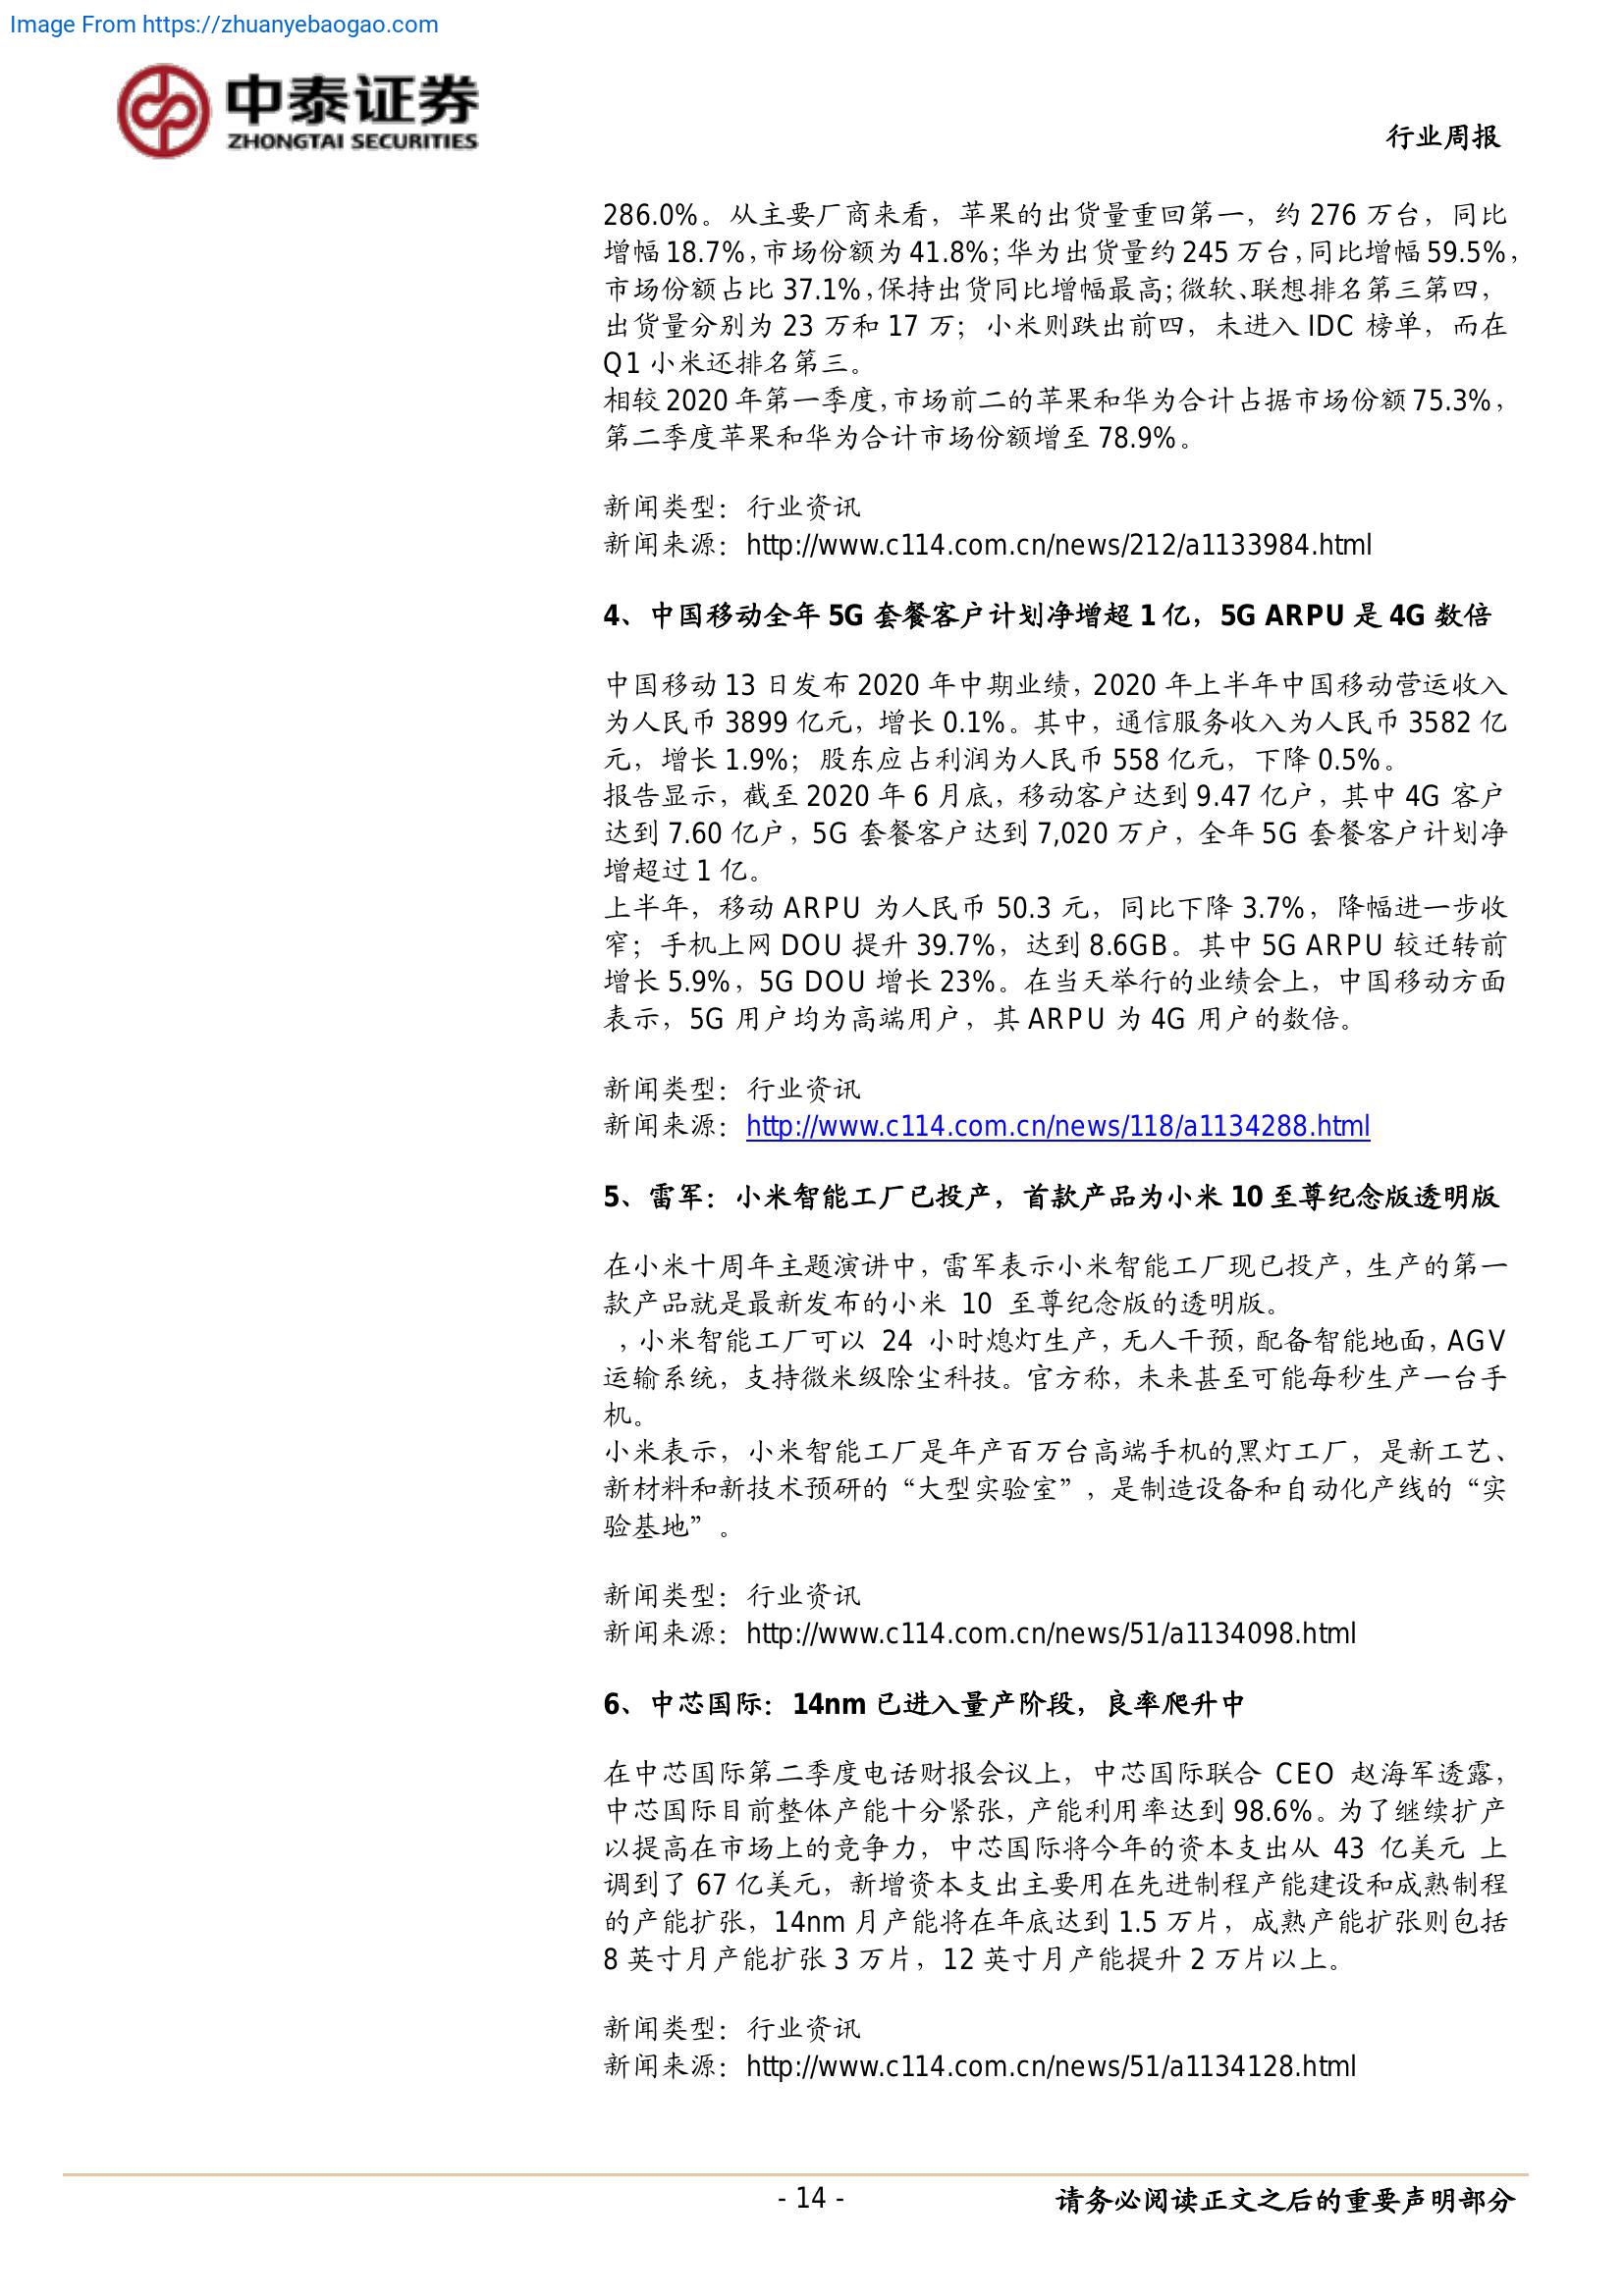 Image From https://zhuanyebaogao.com
中泰证券
ZHONGTAI SECURITIES
行业周报
286.0%。从主要厂商来看，苹果的出货量重回第一，约 276 万台，同比
增幅 18.7%，市场份额为 41.8%；华为出货量约 245 万台，同比增幅 59.5%，
市场份额占比 37.1%，保持出货同比增幅最高；微软、联想排名第三第四，
出货量分别为 23 万和 17 万；小米则跌出前四，未进入 IDC 榜单，而在
Q1 小米还排名第三。
相较 2020 年第一季度，市场前二的苹果和华为合计占据市场份额 75.3%，
第二季度苹果和华为合计市场份额增至 78.9%。
新闻类型：行业资讯
新闻来源：http://www.c114.com.cn/news/212/a1133984.html
4、中国移动全年 5G 套餐客户计划净增超 1 亿，5G ARPU 是 4G 数倍
中国移动 13 日发布 2020 年中期业绩，2020 年上半年中国移动营运收入
为人民币 3899 亿元，增长 0.1%。其中，通信服务收入为人民币 3582 亿
元，增长 1.9%；股东应占利润为人民币 558 亿元，下降 0.5%。
报告显示，截至 2020 年 6 月底，移动客户达到 9.47 亿户，其中 4G 客户
达到 7.60 亿户，5G 套餐客户达到 7,020 万户，全年 5G 套餐客户计划净
增超过 1 亿。
上半年，移动 ARPU 为人民币 50.3 元，同比下降 3.7%，降幅进一步收
窄；手机上网 DOU 提升 39.7%，达到 8.6GB。其中 5G ARPU 较迁转前
增长 5.9%，5G DOU 增长 23%。在当天举行的业绩会上，中国移动方面
表示，5G 用户均为高端用户，其 ARPU 为 4G 用户的数倍。
新闻类型：行业资讯
新闻来源：http://www.c114.com.cn/news/118/a1134288.html
5、雷军：小米智能工厂已投产，首款产品为小米 10 至尊纪念版透明版
在小米十周年主题演讲中，雷军表示小米智能工厂现已投产，生产的第一
款产品就是最新发布的小米 10 至尊纪念版的透明版。
，小米智能工厂可以 24 小时熄灯生产，无人干预，配备智能地面，AGV
运输系统，支持微米级除尘科技。官方称，未来甚至可能每秒生产一台手
机。
小米表示，小米智能工厂是年产百万台高端手机的黑灯工厂，是新工艺、
新材料和新技术预研的“大型实验室”，是制造设备和自动化产线的“实
验基地”。
新闻类型：行业资讯
新闻来源：http://www.c114.com.cn/news/51/a1134098.html
6、中芯国际：14nm 已进入量产阶段，良率爬升中
在中芯国际第二季度电话财报会议上，中芯国际联合 CEO 赵海军透露，
中芯国际目前整体产能十分紧张，产能利用率达到 98.6%。为了继续扩产
以提高在市场上的竞争力，中芯国际将今年的资本支出从 43 亿美元 上
调到了 67 亿美元，新增资本支出主要用在先进制程产能建设和成熟制程
的产能扩张，14nm 月产能将在年底达到 1.5 万片，成熟产能扩张则包括
8 英寸月产能扩张 3 万片，12 英寸月产能提升 2 万片以上。
新闻类型：行业资讯
新闻来源：http://www.c114.com.cn/news/51/a1134128.html
- 14 -
请务必阅读正文之后的重要声明部分